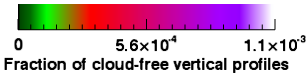 0 5.6×10⁻⁴ 1.1×10⁻³
Fraction of cloud-free vertical profiles